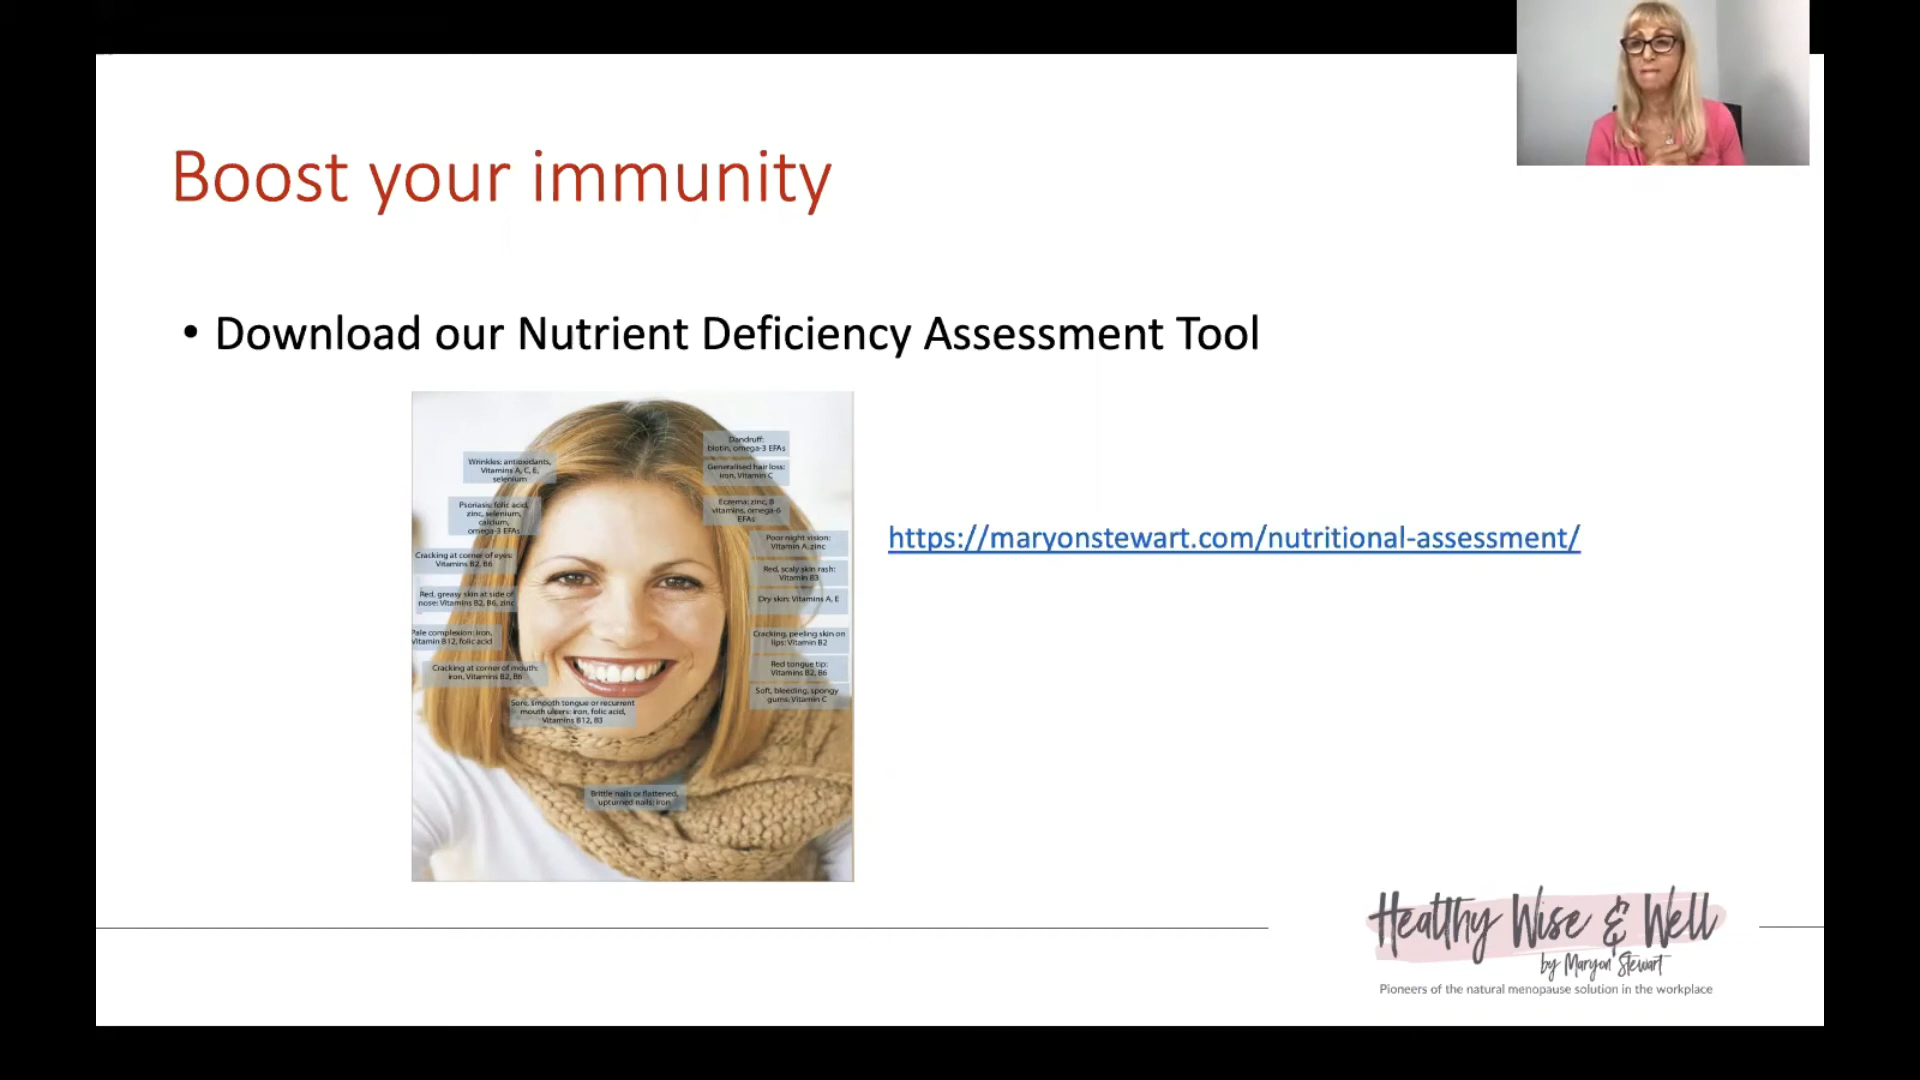 Boost your immunity
• Download our Nutrient Deficiency Assessment Tool
Wrinkles: antioxidants,
Vitamins A, C, E,
selenium
Psoriasis: folic acid,
zinc, selenium,
calcium,
omega-3 EFAs
Cracking at corner of eyes:
Vitamins B2, B6
Red, greasy skin at side of
nose: Vitamins B2, B6, zinc
Pale complexion: iron,
Vitamin B12, folic acid
Cracking at corner of mouth:
iron, Vitamins B2, B6
Sore, smooth tongue or recurrent
mouth ulcers: iron, folic acid,
Vitamins B12, B3
Brittle nails or flattened,
upturned nails: iron
Dandruff:
biotin, omega-3 EFAs
Generalised hair loss:
iron, Vitamin C
Eczema: zinc, B
vitamins, omega-6
EFAs
Poor night vision:
Vitamin A, zinc
Red, scaly skin rash:
Vitamin B3
Dry skin: Vitamins A, E
Cracking, peeling skin on
lips: Vitamin B2
Red tongue tip:
Vitamins B2, B6
Soft, bleeding, spongy
gums: Vitamin C
https://maryonstewart.com/nutritional-assessment/
Healthy Wise & Well
by Maryon Stewart
Pioneers of the natural menopause solution in the workplace